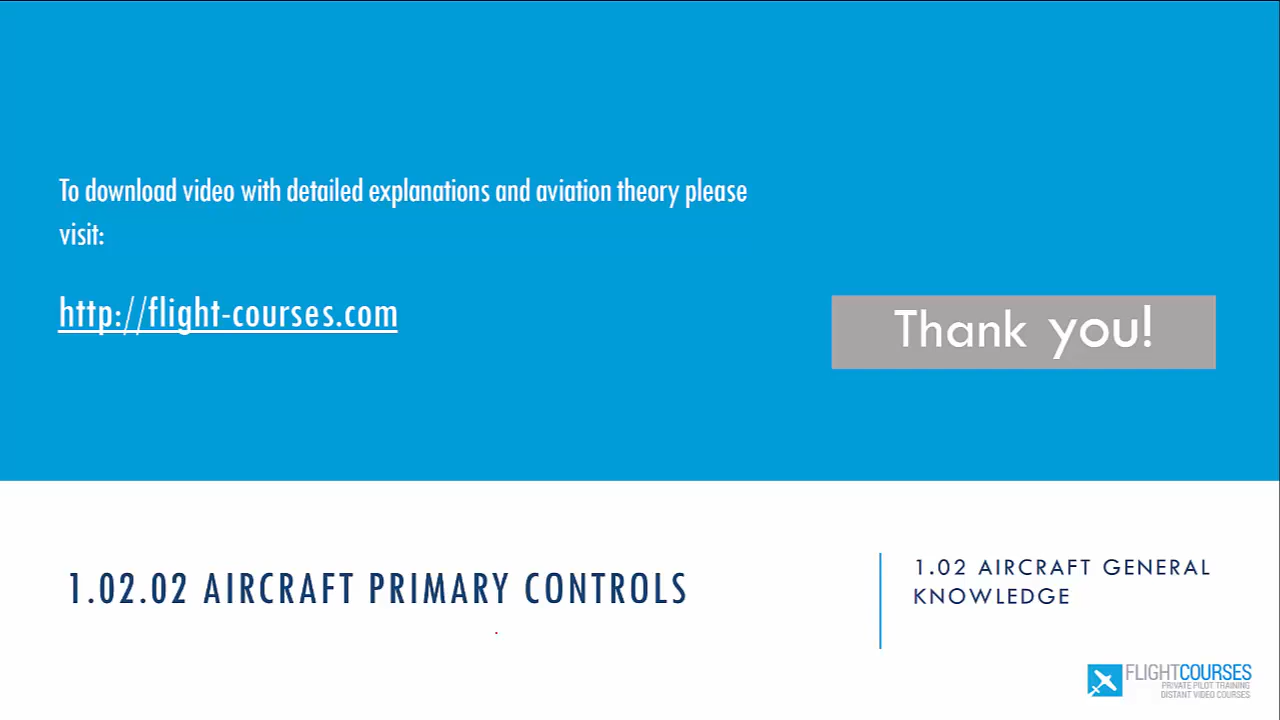 To download video with detailed explanations and aviation theory please
visit:
http://flight-courses.com
Thank you!
1.02.02 AIRCRAFT PRIMARY CONTROLS
1.02 AIRCRAFT GENERAL
KNOWLEDGE
FLIGHTCOURSES
PRIVATE PILOT TRAINING
DISTANT VIDEO COURSES